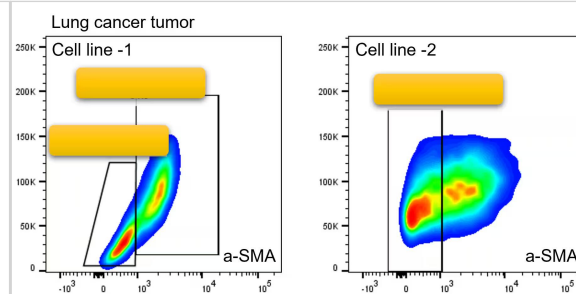 Lung cancer tumor
Cell line -1
Cell line -2
250K
200K
150K
100K
50K
0
a-SMA
-10³ 0 10³ 10⁴ 10⁵
250K
200K
150K
100K
50K
0
a-SMA
-10³ 0 10³ 10⁴ 10⁵